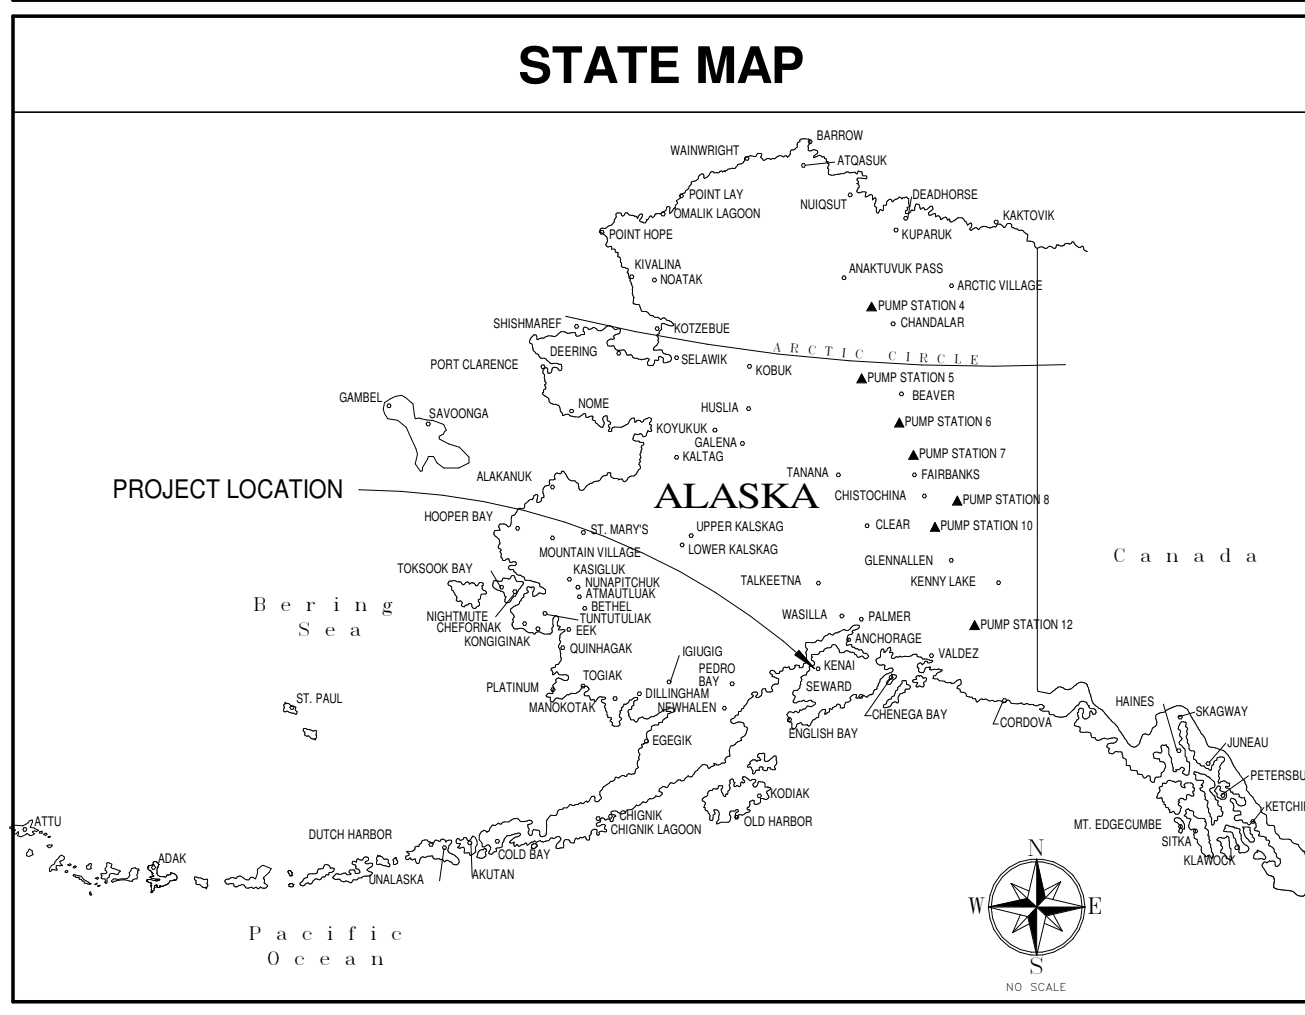 STATE MAP
BARROW
WAINWRIGHT
ATQASUK
POINT LAY
NUIQSUT
DEADHORSE
OMALIK LAGOON
KAKTOVIK
POINT HOPE
KUPARUK
KIVALINA
NOATAK
ANAKTUVUK PASS
ARCTIC VILLAGE
PUMP STATION 4
SHISHMAREF
KOTZEBUE
CHANDALAR
DEERING
ARCTIC CIRCLE
PORT CLARENCE
SELAWIK
KOBUK
PUMP STATION 5
GAMBEL
SAVOONGA
NOME
HUSLIA
BEAVER
KOYUKUK
PUMP STATION 6
GALENA
KALTAG
PUMP STATION 7
ALAKANUK
TANANA
FAIRBANKS
PROJECT LOCATION
ALASKA
CHISTOCHINA
PUMP STATION 8
HOOPER BAY
ST. MARY'S
UPPER KALSKAG
CLEAR
PUMP STATION 10
MOUNTAIN VILLAGE
LOWER KALSKAG
Canada
TOKSOOK BAY
KASIGLUK
GLENNALLEN
NUNAPITCHUK
TALKEETNA
KENNY LAKE
ATMAUTLUAK
Bering
Sea
BETHEL
NIGHTMUTE
TUNTUTULIAK
WASILLA
PALMER
CHEFORNAK
EEK
PUMP STATION 12
KONGIGINAK
ANCHORAGE
QUINHAGAK
IGIUGIG
VALDEZ
PEDRO
BAY
KENAI
TOGIAK
PLATINUM
SEWARD
DILLINGHAM
ST. PAUL
MANOKOTAK
NEWHALEN
CHENEGA BAY
CORDOVA
HAINES
SKAGWAY
ENGLISH BAY
EGEGIK
JUNEAU
PETERSBU
KODIAK
KETCHI
CHIGNIK
OLD HARBOR
ATTU
CHIGNIK LAGOON
MT. EDGECUMBE
DUTCH HARBOR
SITKA
COLD BAY
KLAWOCK
ADAK
UNALASKA
AKUTAN
N
W
E
S
Pacific
Ocean
NO SCALE